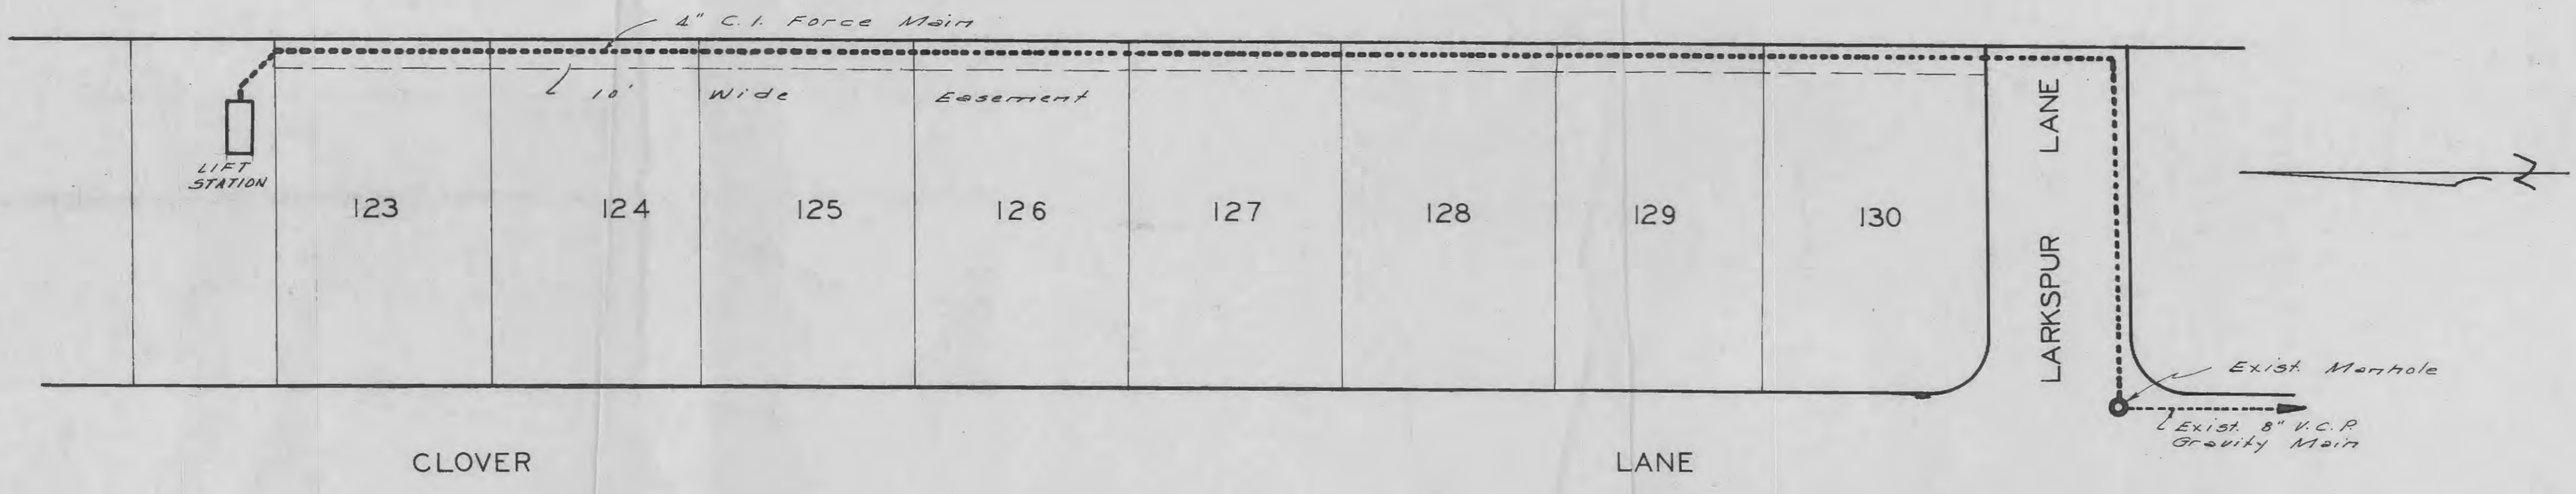 4" C.I. Force Main
10' Wide Easement
LIFT
STATION
123 124 125 126 127 128 129 130
LARKSPUR LANE
Exist. Manhole
Exist. 8" V.C.P.
Gravity Main
CLOVER LANE